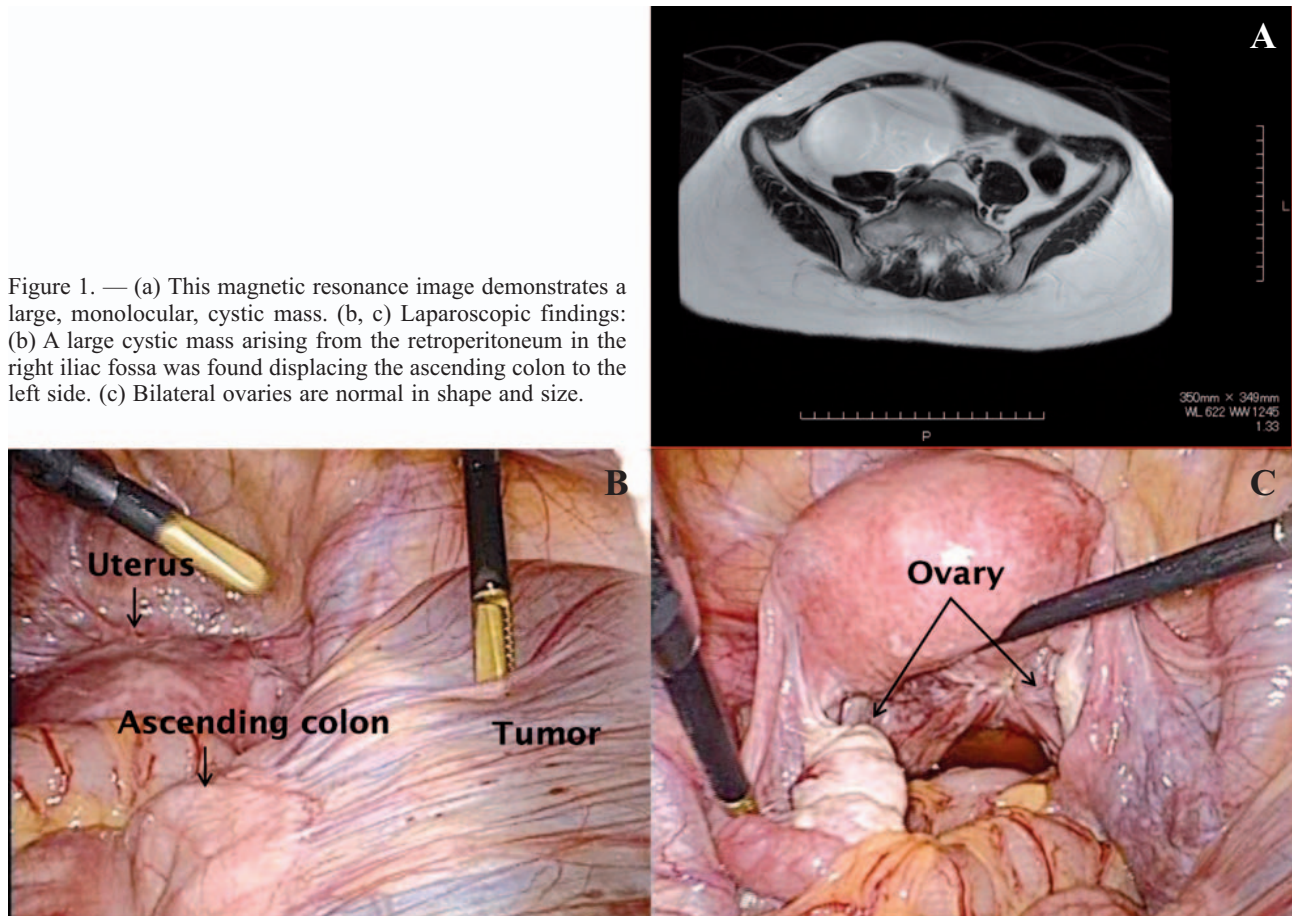 A
Figure 1. — (a) This magnetic resonance image demonstrates a
large, monolocular, cystic mass. (b, c) Laparoscopic findings:
(b) A large cystic mass arising from the retroperitoneum in the
right iliac fossa was found displacing the ascending colon to the
left side. (c) Bilateral ovaries are normal in shape and size.
L
350mm × 349mm
WL 622 WW 1245
1.33
P
B
Uterus
Ascending colon
Tumor
C
Ovary